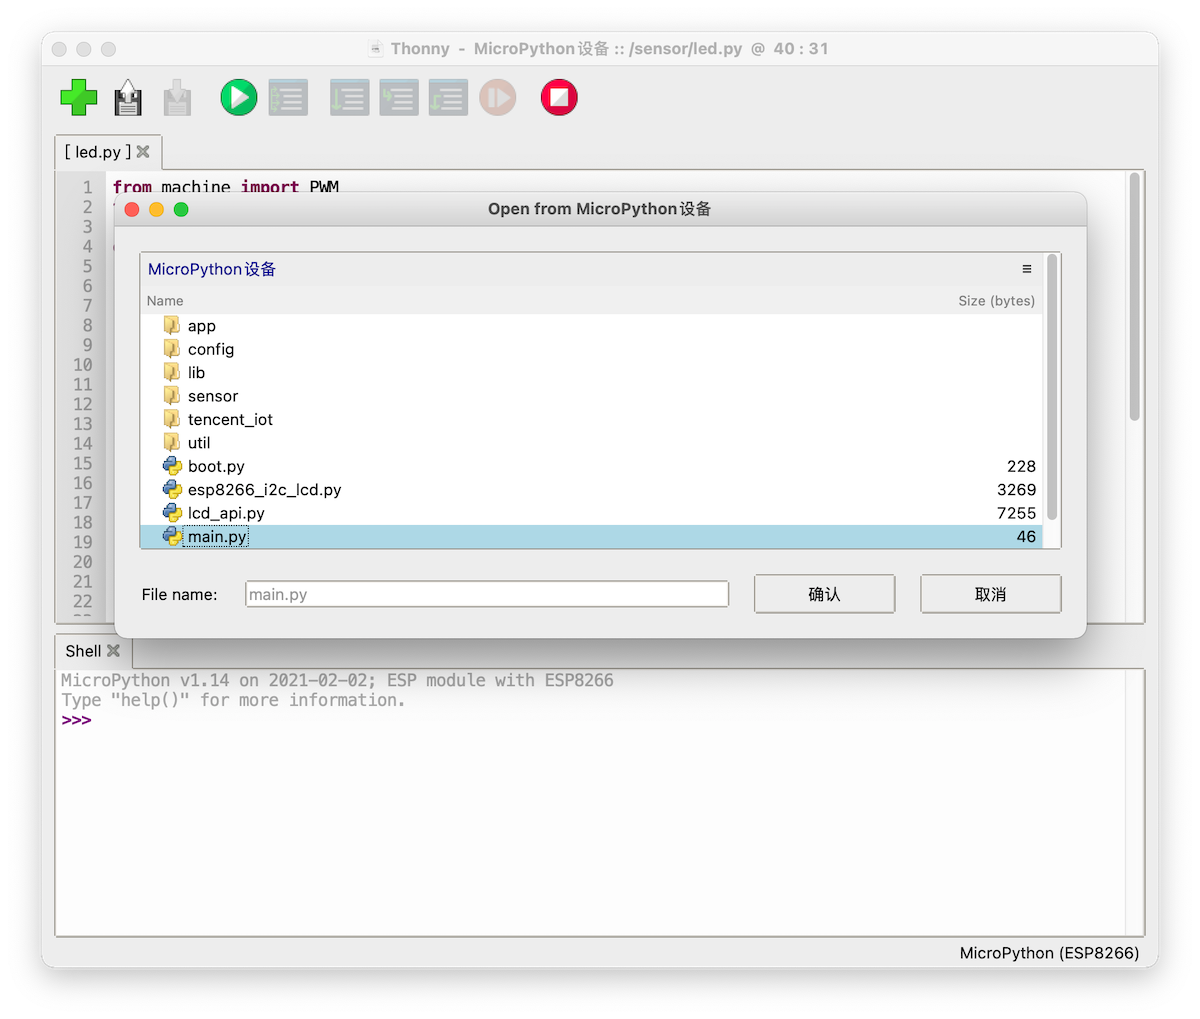 Thonny - MicroPython设备 :: /sensor/led.py @ 40 : 31
[ led.py ]
1 from machine import PWM
2
3
4
5
6
7
8
9
10
11
12
13
14
15
16
17
18
19
20
21
22
Open from MicroPython设备
MicroPython设备 ≡
Name Size (bytes)
app
config
lib
sensor
tencent_iot
util
boot.py 228
esp8266_i2c_lcd.py 3269
lcd_api.py 7255
main.py 46
File name: main.py 确认 取消
Shell
MicroPython v1.14 on 2021-02-02; ESP module with ESP8266
Type "help()" for more information.
>>>
MicroPython (ESP8266)